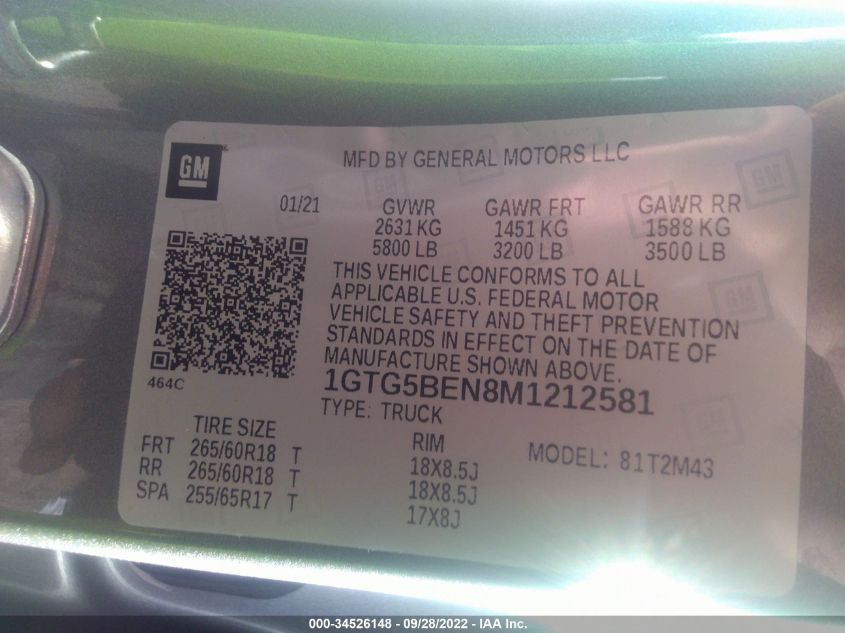 GM
MFD BY GENERAL MOTORS LLC
01/21 GVWR GAWR FRT GAWR RR
2631 KG 1451 KG 1588 KG
5800 LB 3200 LB 3500 LB
THIS VEHICLE CONFORMS TO ALL
APPLICABLE U.S. FEDERAL MOTOR
VEHICLE SAFETY AND THEFT PREVENTION
STANDARDS IN EFFECT ON THE DATE OF
MANUFACTURE SHOWN ABOVE.
464C
1GTG5BEN8M1212581
TYPE: TRUCK
TIRE SIZE RIM MODEL: 81T2M43
FRT 265/60R18 T 18X8.5J
RR 265/60R18 T 18X8.5J
SPA 255/65R17 T 17X8J
000-34526148 - 09/28/2022 - IAA Inc.